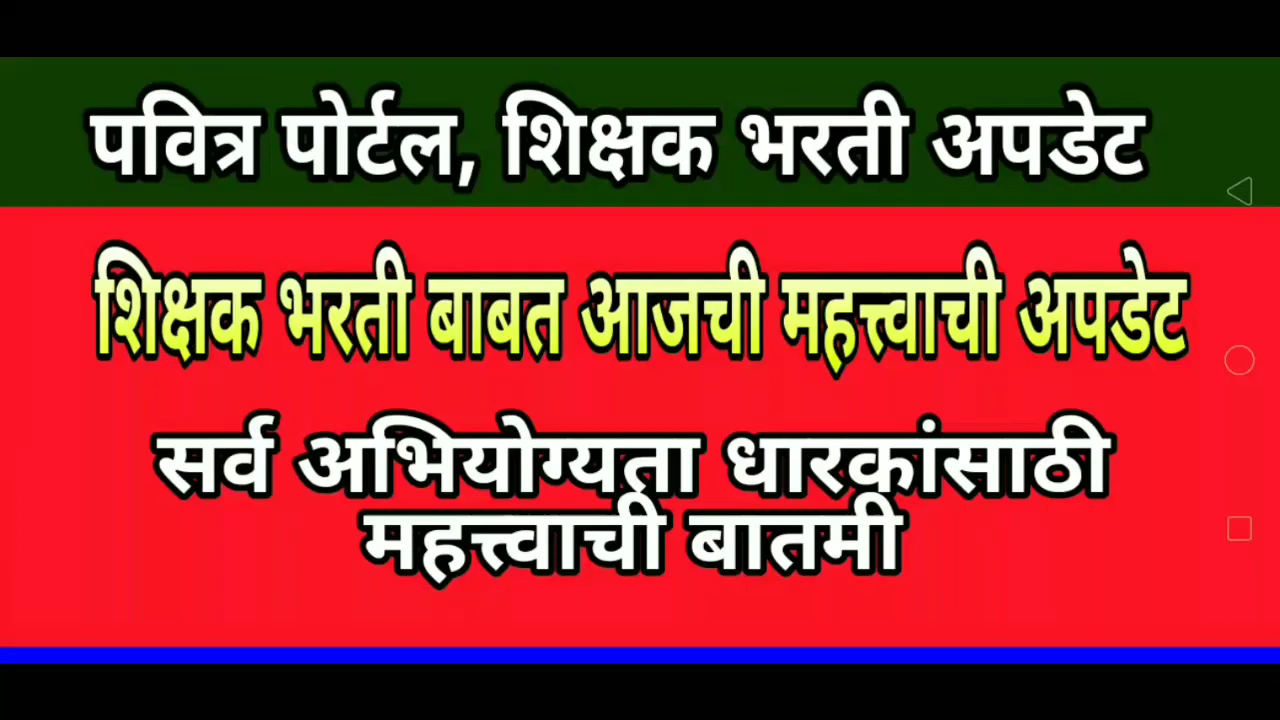 पवित्र पोर्टल, शिक्षक भरती अपडेट
शिक्षक भरती बाबत आजची महत्त्वाची अपडेट
सर्व अभियोग्यता धारकांसाठी
महत्त्वाची बातमी